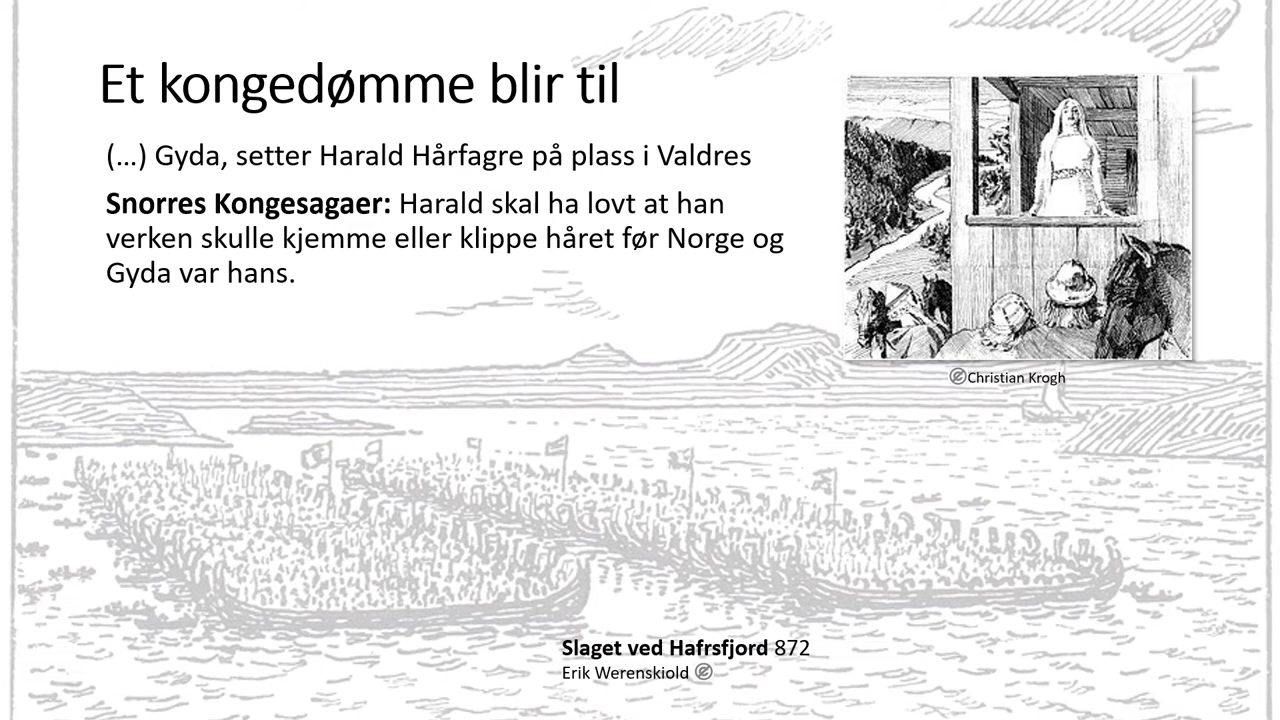 Et kongedømme blir til
(…) Gyda, setter Harald Hårfagre på plass i Valdres
Snorres Kongesagaer: Harald skal ha lovt at han
verken skulle kjemme eller klippe håret før Norge og
Gyda var hans.
Christian Krogh
Slaget ved Hafrsfjord 872
Erik Werenskiold